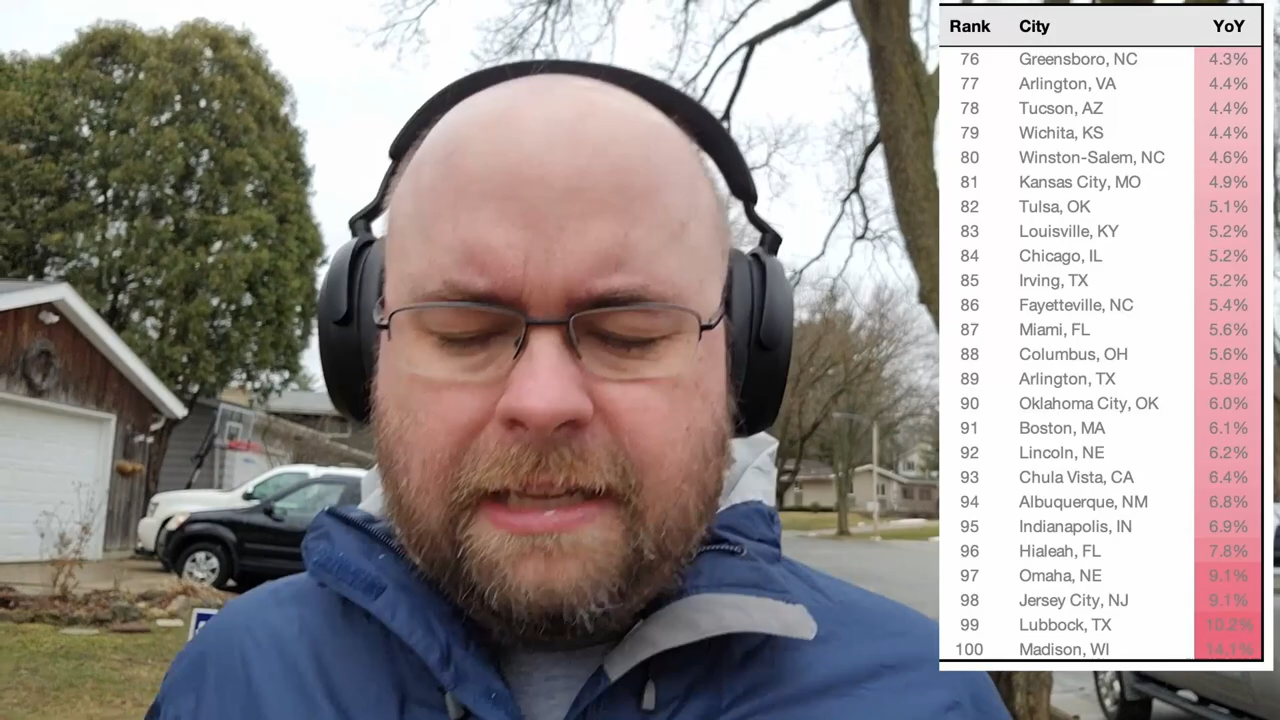 Rank City YoY
76 Greensboro, NC 4.3%
77 Arlington, VA 4.4%
78 Tucson, AZ 4.4%
79 Wichita, KS 4.4%
80 Winston-Salem, NC 4.6%
81 Kansas City, MO 4.9%
82 Tulsa, OK 5.1%
83 Louisville, KY 5.2%
84 Chicago, IL 5.2%
85 Irving, TX 5.2%
86 Fayetteville, NC 5.4%
87 Miami, FL 5.6%
88 Columbus, OH 5.6%
89 Arlington, TX 5.8%
90 Oklahoma City, OK 6.0%
91 Boston, MA 6.1%
92 Lincoln, NE 6.2%
93 Chula Vista, CA 6.4%
94 Albuquerque, NM 6.8%
95 Indianapolis, IN 6.9%
96 Hialeah, FL 7.8%
97 Omaha, NE 9.1%
98 Jersey City, NJ 9.1%
99 Lubbock, TX 10.2%
100 Madison, WI 14.1%